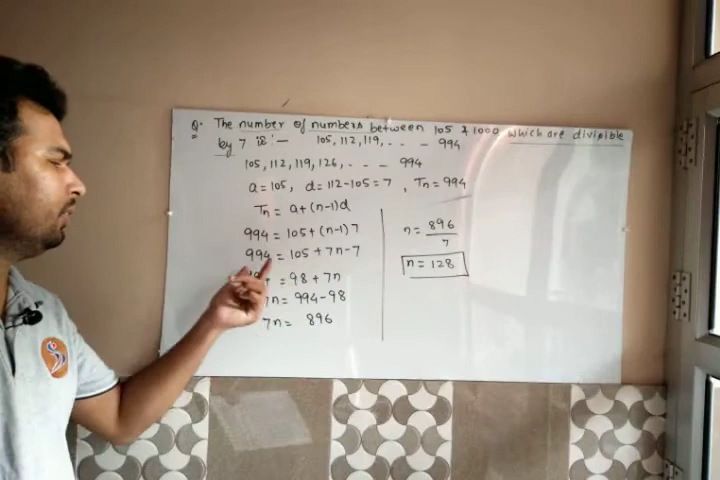 Q. The number of numbers between 105 & 1000 which are divisible
by 7 is:- 105, 112, 119, - - - 994
105, 112, 119, 126, - - - 994
a = 105, d = 112-105 = 7, Tn = 994
Tn = a+(n-1)d
994 = 105+(n-1)7
994 = 105 + 7n-7
= 98 + 7n
7n = 994-98
7n = 896
n = 896/7
n = 128